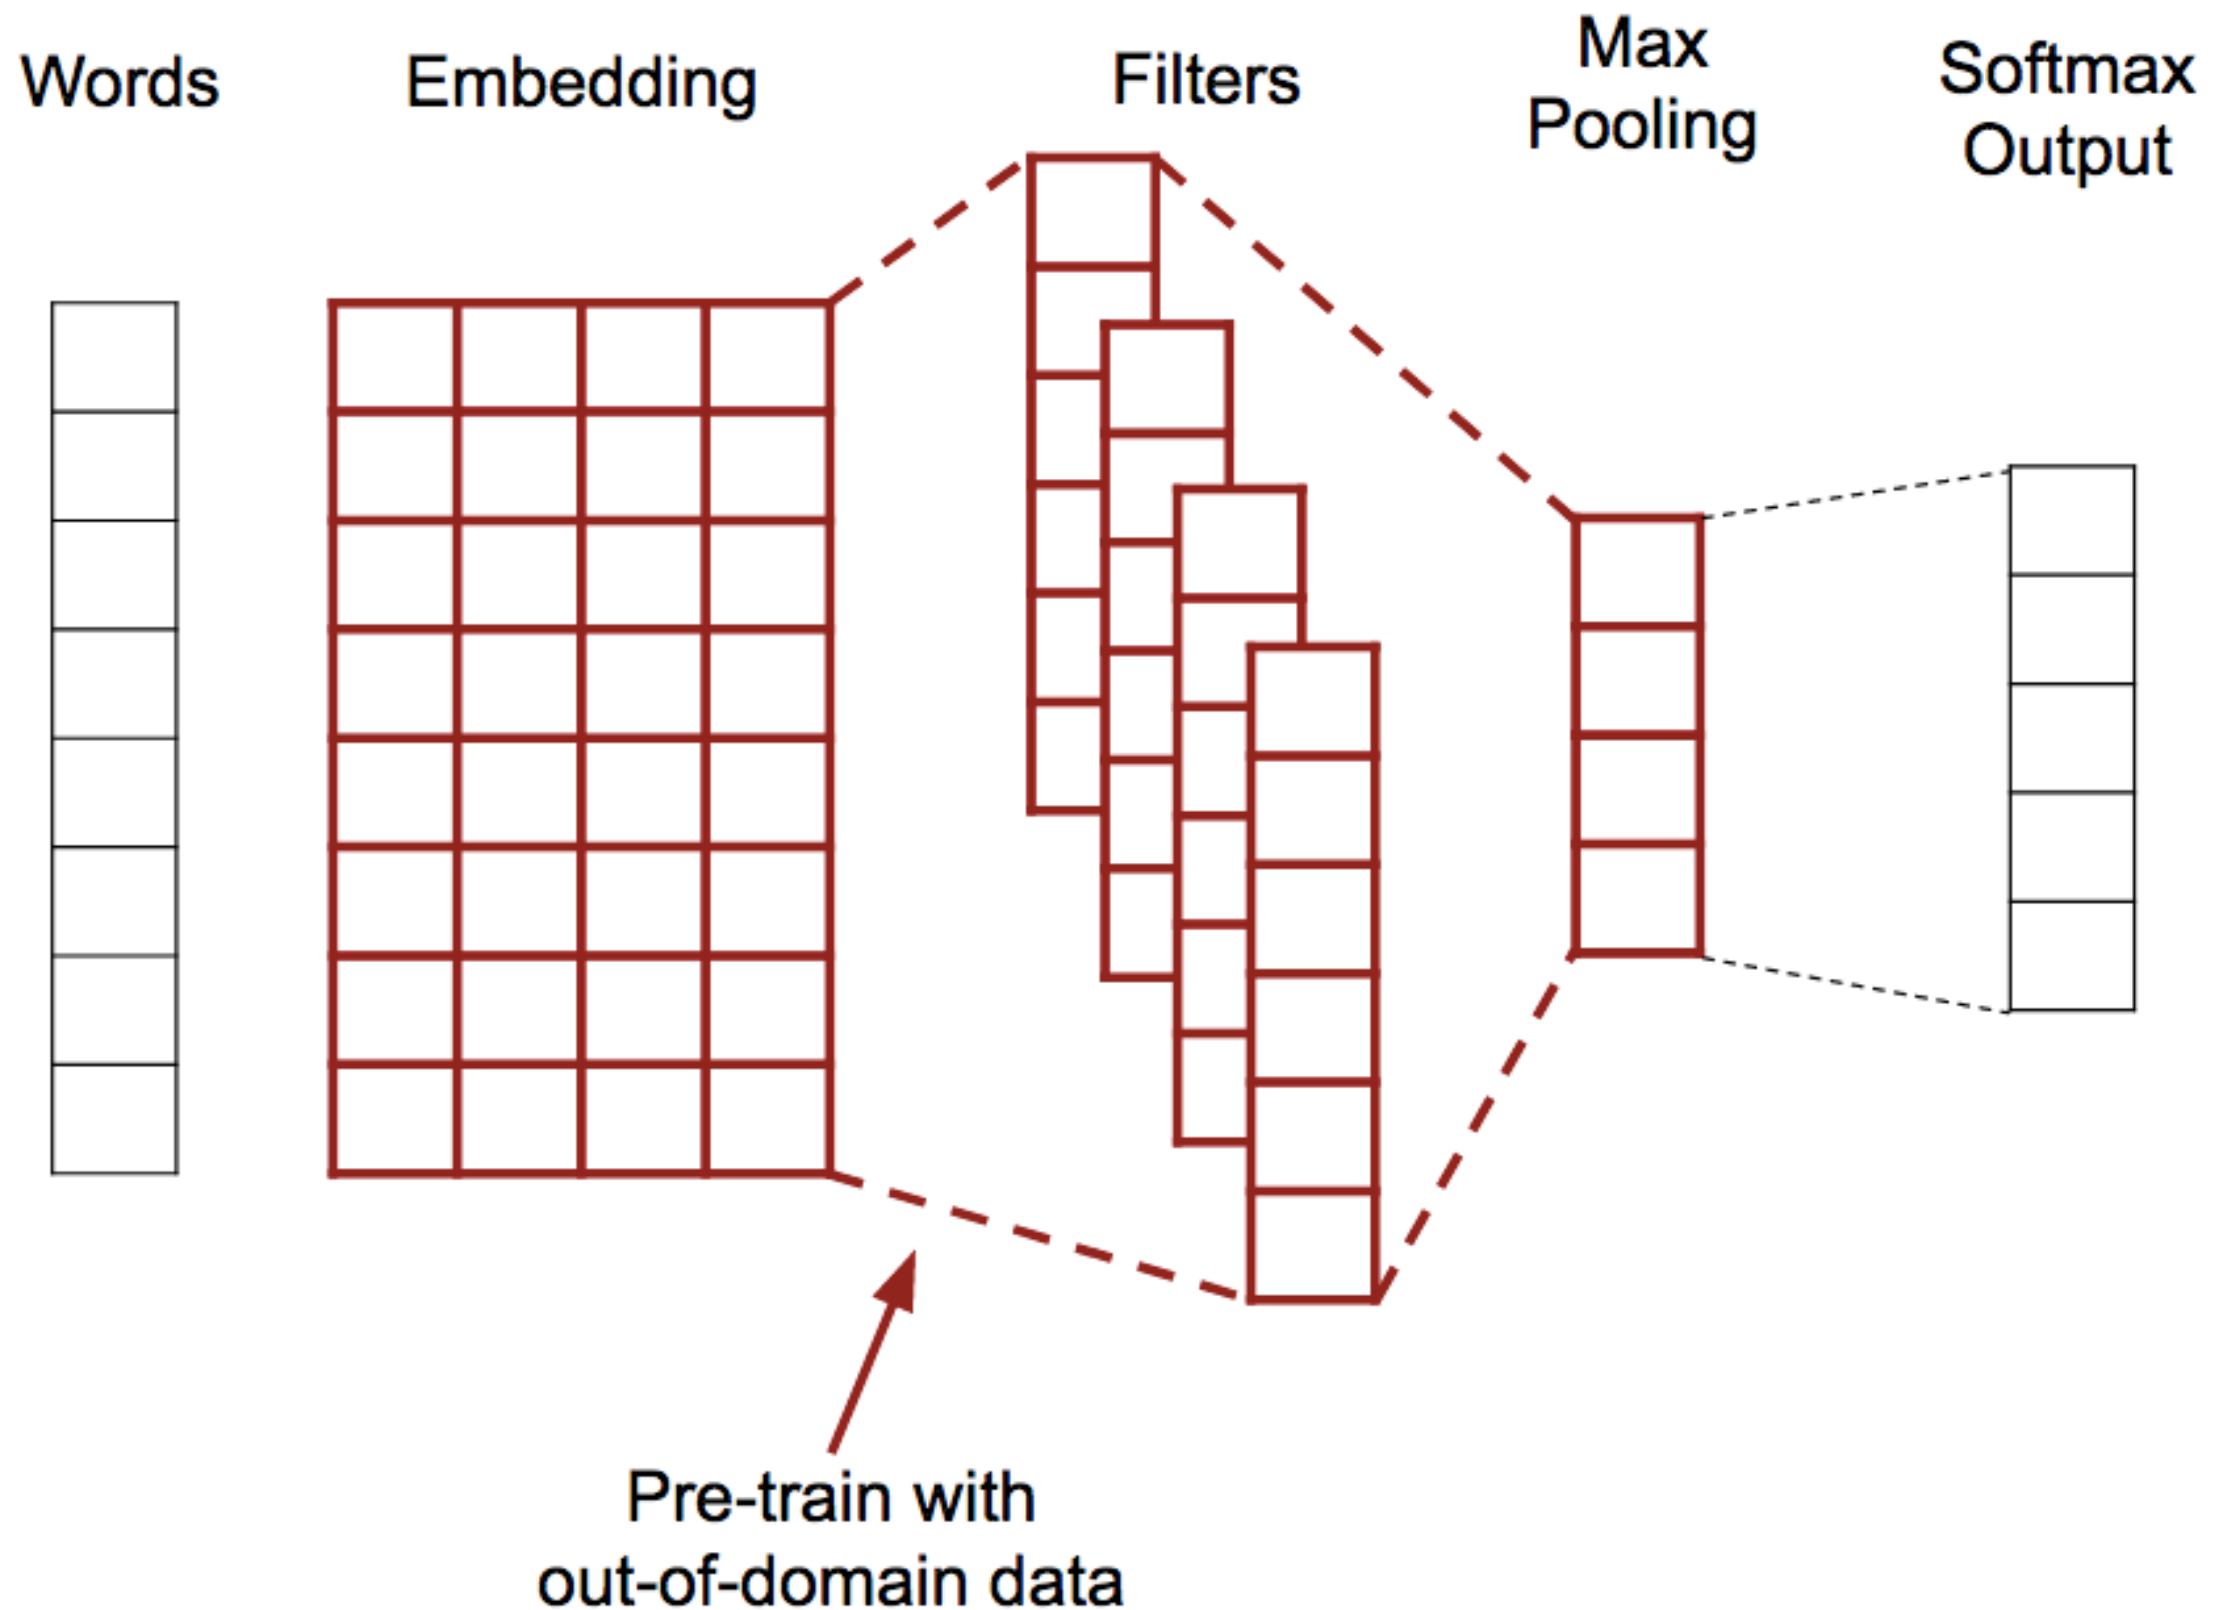 Words
Embedding
Filters
Max
Pooling
Softmax
Output
Pre-train with
out-of-domain data